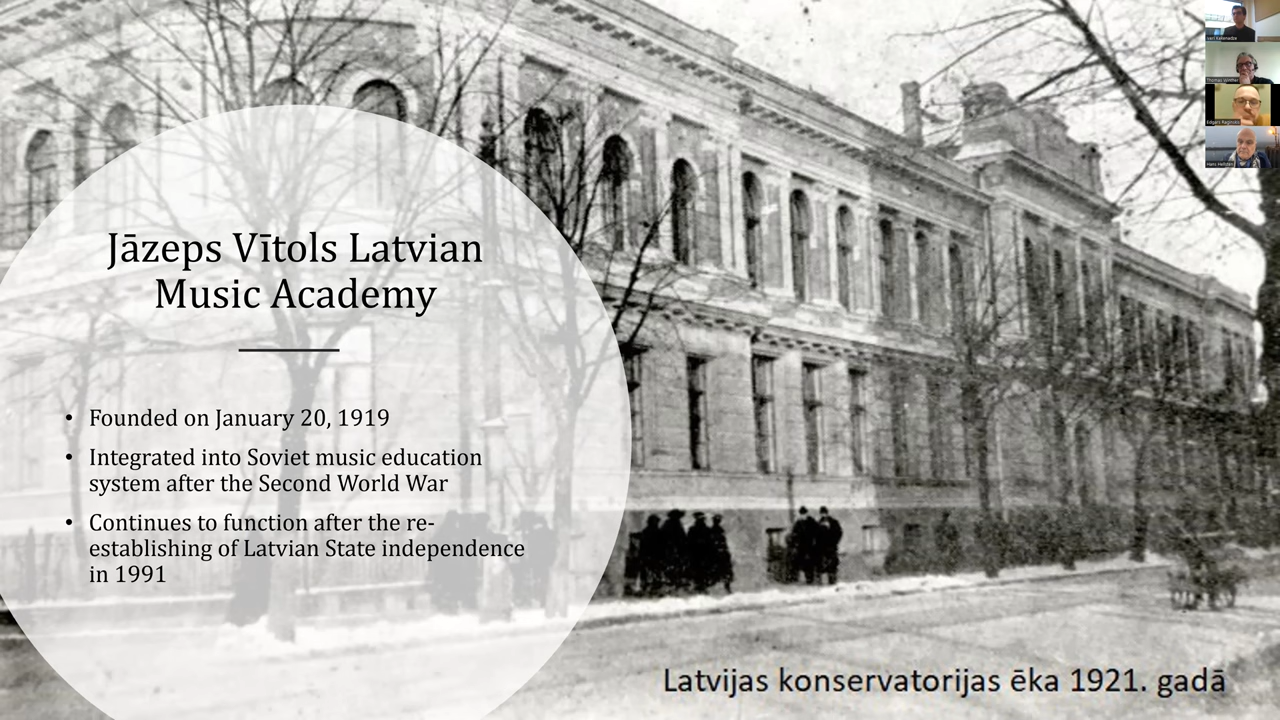 Jāzeps Vītols Latvian
Music Academy
• Founded on January 20, 1919
• Integrated into Soviet music education
system after the Second World War
• Continues to function after the re-
establishing of Latvian State independence
in 1991
Latvijas konservatorijas ēka 1921. gadā